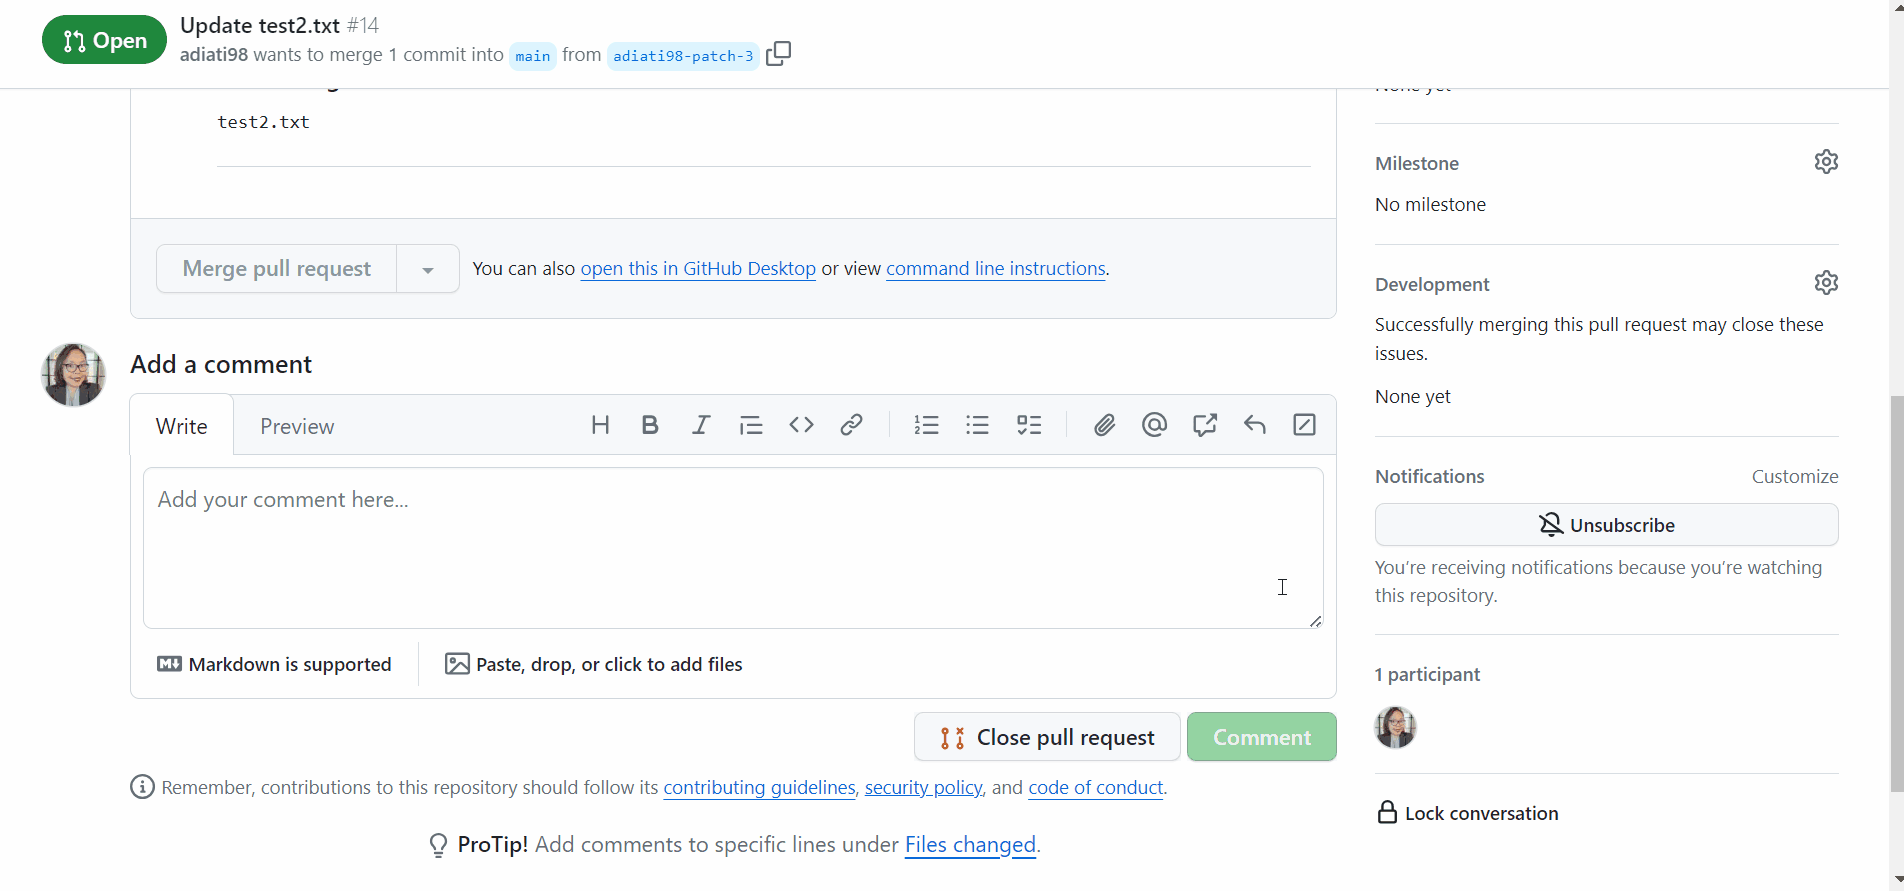 Open
Update test2.txt #14
adiati98 wants to merge 1 commit into main from adiati98-patch-3
test2.txt
Merge pull request
You can also open this in GitHub Desktop or view command line instructions.
Add a comment
Write
Preview
Add your comment here...
Markdown is supported
Paste, drop, or click to add files
Close pull request
Comment
Remember, contributions to this repository should follow its contributing guidelines, security policy, and code of conduct.
ProTip! Add comments to specific lines under Files changed.
None yet
Milestone
No milestone
Development
Successfully merging this pull request may close these
issues.
None yet
Notifications
Customize
Unsubscribe
You're receiving notifications because you're watching
this repository.
1 participant
Lock conversation